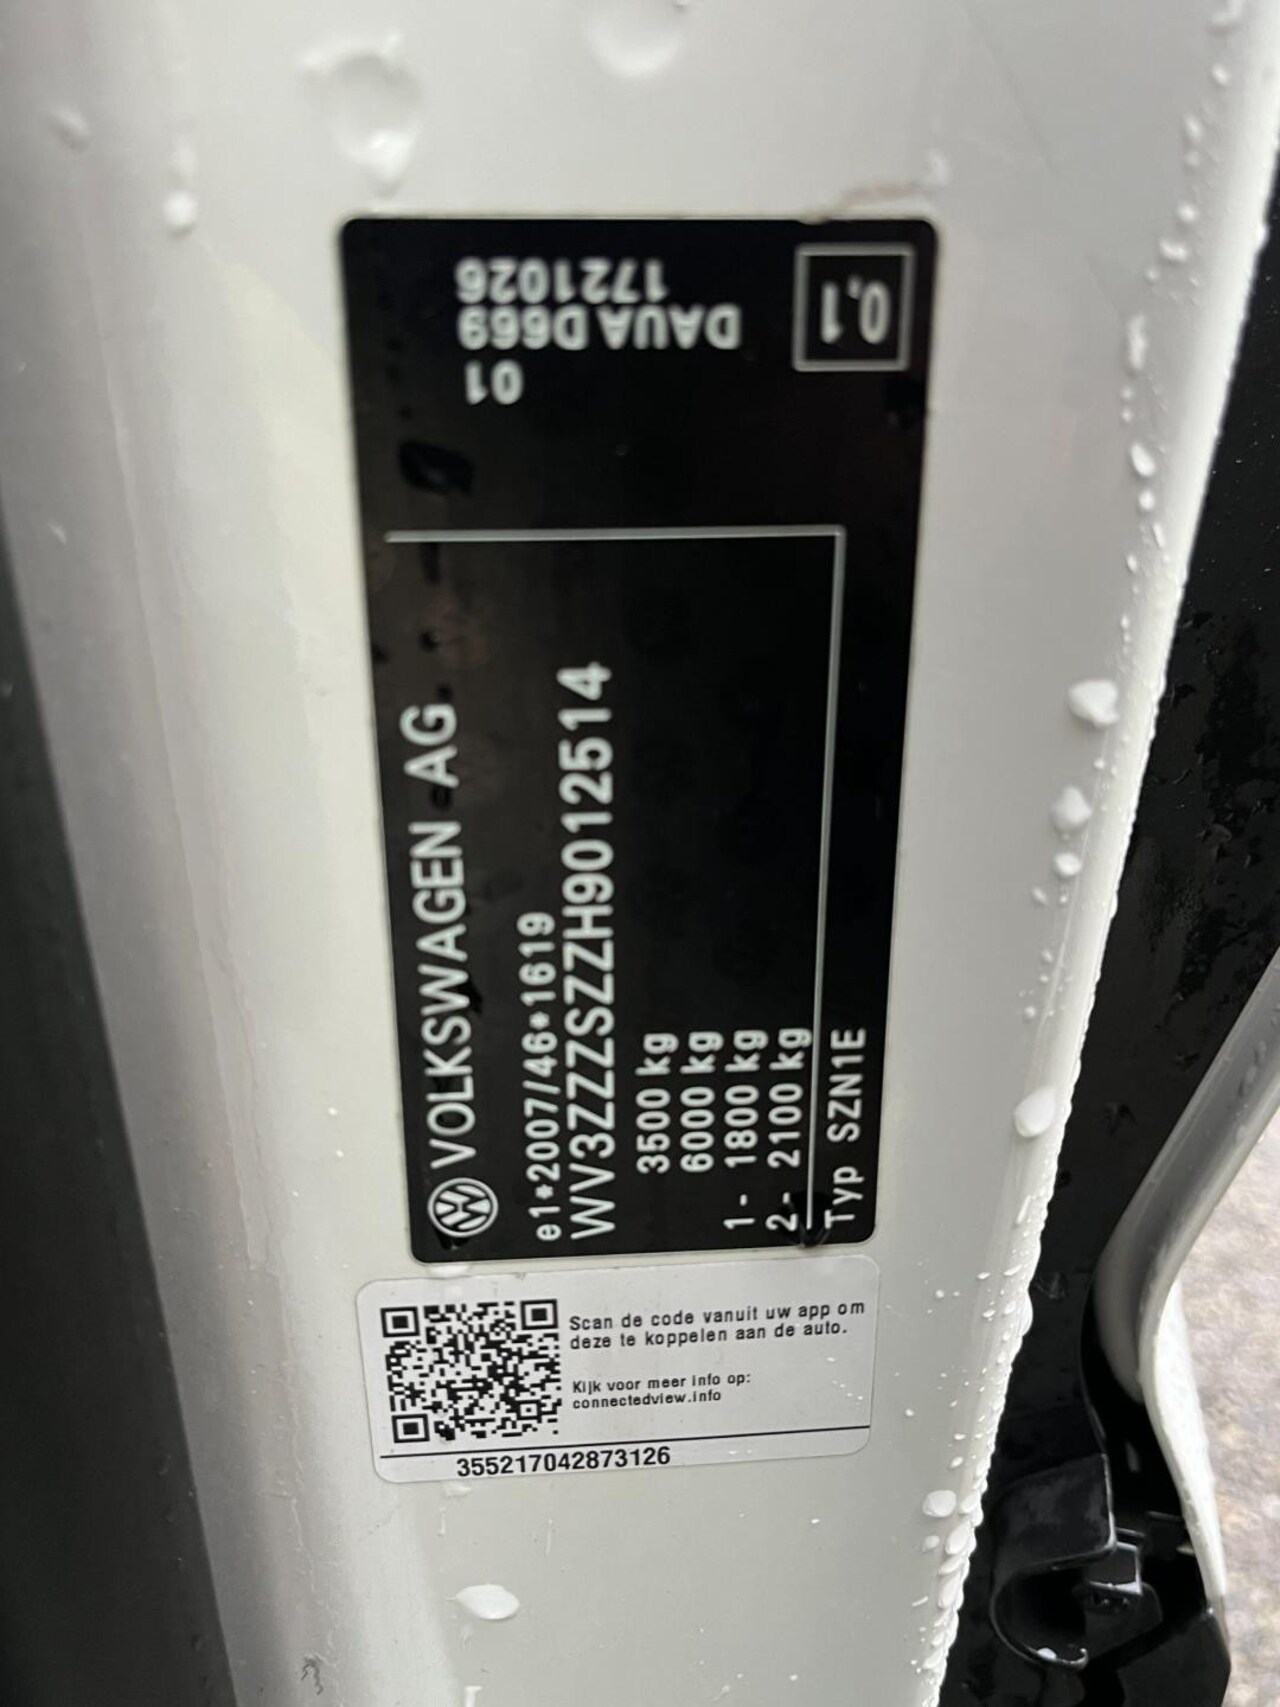 VOLKSWAGEN AG
e1*2007/46*1619
WV3ZZZSZZH9012514
3500 kg
6000 kg
1- 1800 kg
2- 2100 kg
Typ SZN1E
01
DAUA D669
1721026
0,1
Scan de code vanuit uw app om
deze te koppelen aan de auto.
Kijk voor meer info op:
connectedview.info
355217042873126